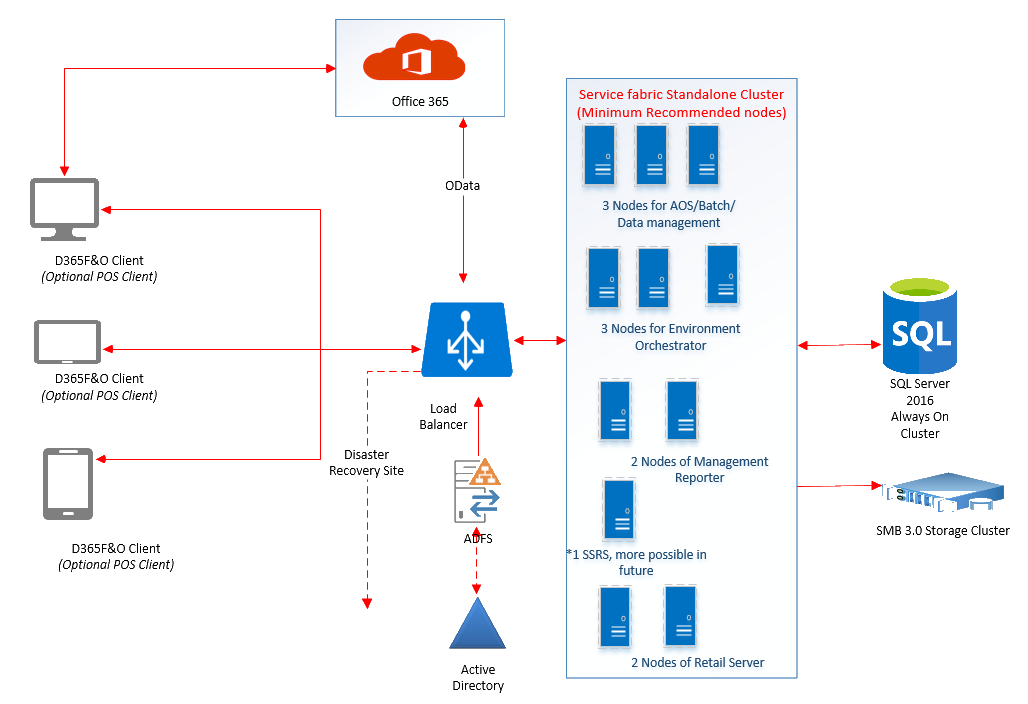 Office 365
Service fabric Standalone Cluster
(Minimum Recommended nodes)
3 Nodes for AOS/Batch/
Data management
OData
D365F&O Client
(Optional POS Client)
3 Nodes for Environment
Orchestrator
SQL
SQL Server
2016
Always On
Cluster
D365F&O Client
(Optional POS Client)
Load
Balancer
Disaster
Recovery Site
2 Nodes of Management
Reporter
ADFS
SMB 3.0 Storage Cluster
D365F&O Client
(Optional POS Client)
*1 SSRS, more possible in
future
2 Nodes of Retail Server
Active
Directory